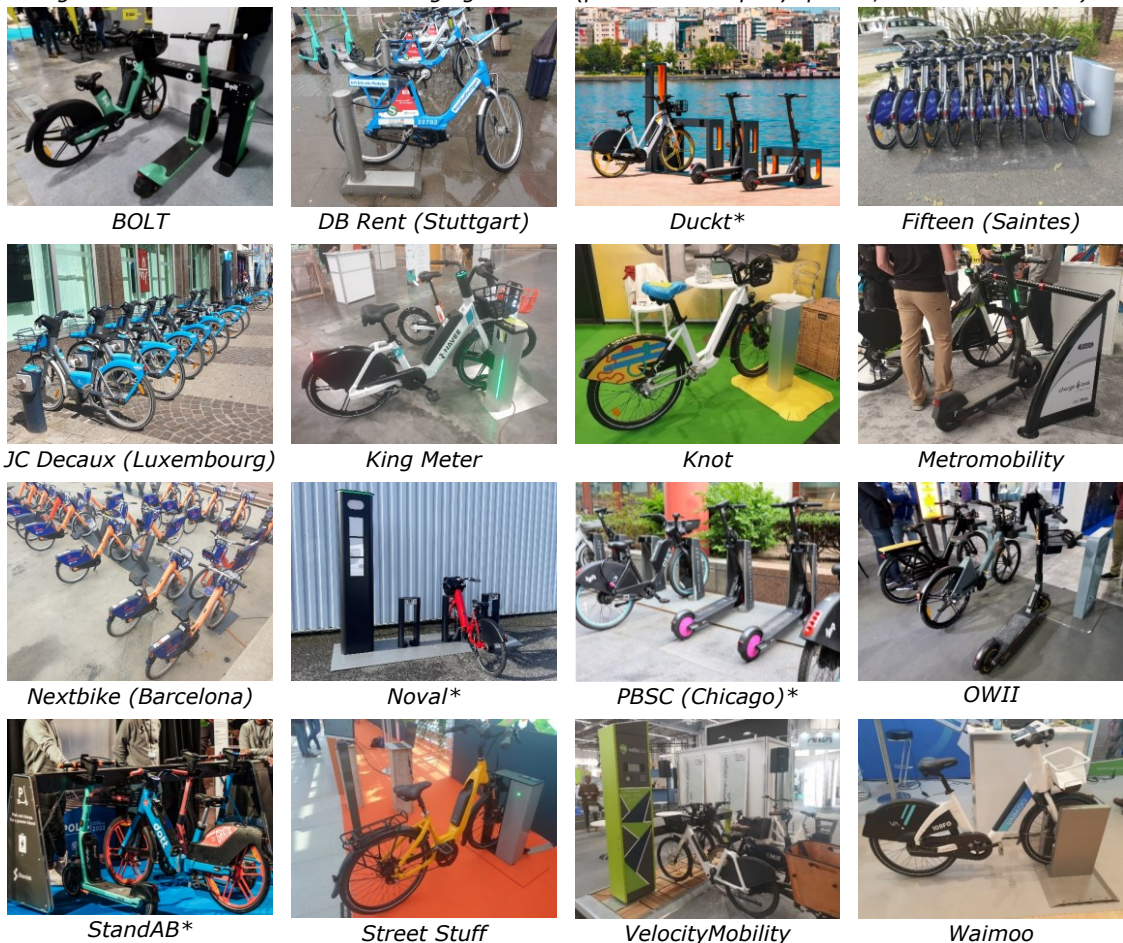 BOLT
DB Rent (Stuttgart)
Duckt*
Fifteen (Saintes)
JC Decaux (Luxembourg)
King Meter
Knot
Metromobility
Nextbike (Barcelona)
Noval*
PBSC (Chicago)*
OWII
StandAB*
Street Stuff
VelocityMobility
Waimoo